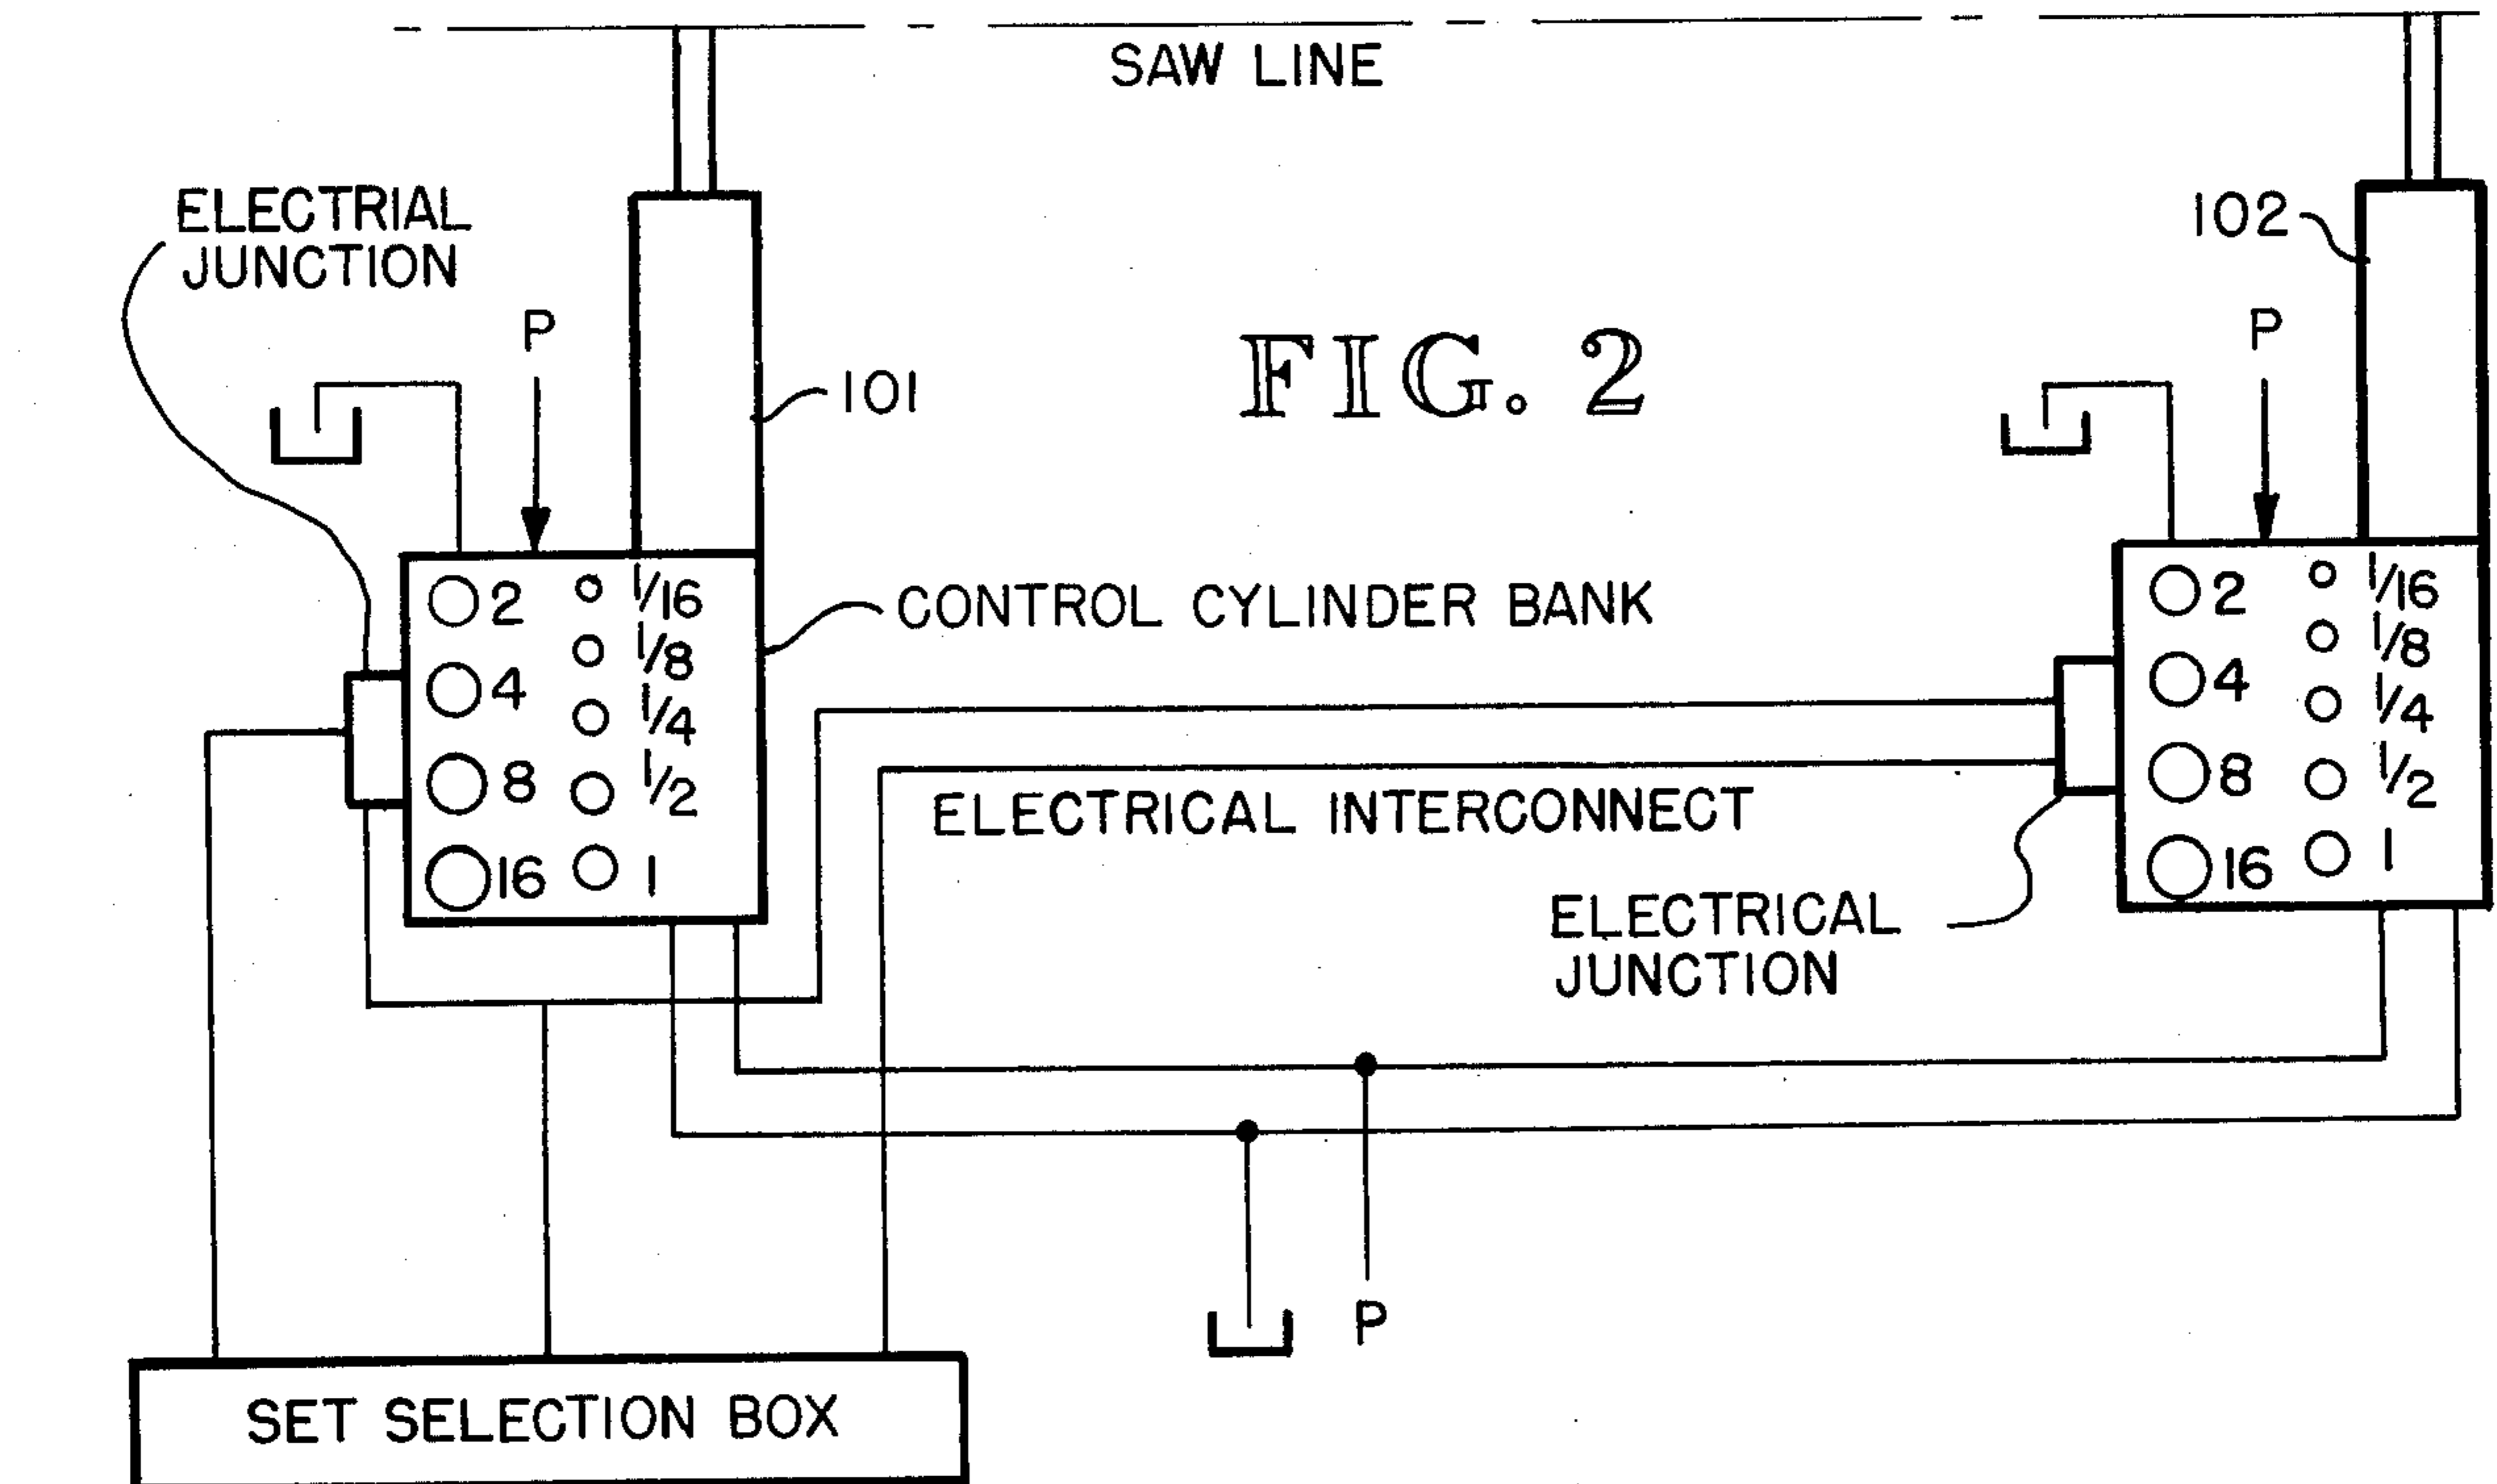 SAW LINE
ELECTRIAL
JUNCTION
P
101
FIG. 2
102
P
2 1/16
1/8
4 1/4
8 1/2
16 1
CONTROL CYLINDER BANK
2 1/16
1/8
4 1/4
8 1/2
16 1
ELECTRICAL INTERCONNECT
ELECTRICAL
JUNCTION
P
SET SELECTION BOX